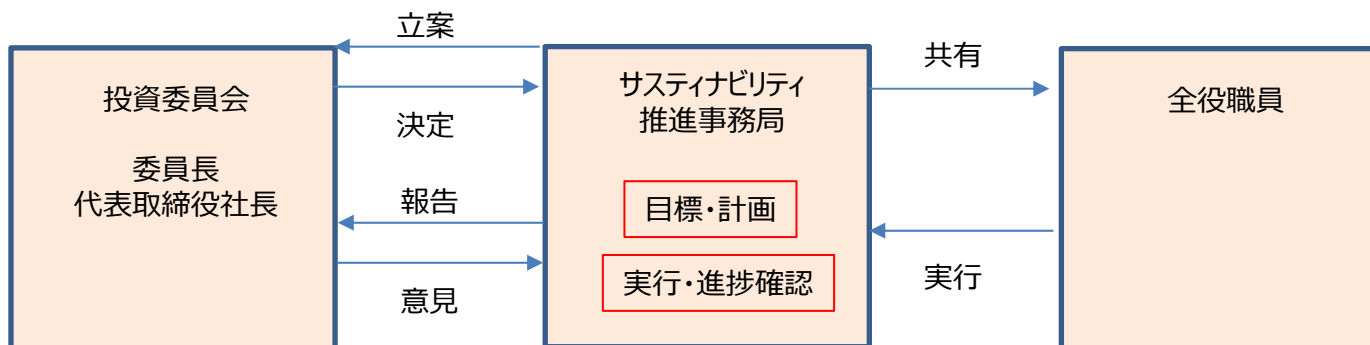 立案
投資委員会
決定
委員長
代表取締役社長
報告
意見
サスティナビリティ
推進事務局
目標・計画
実行・進捗確認
共有
実行
全役職員